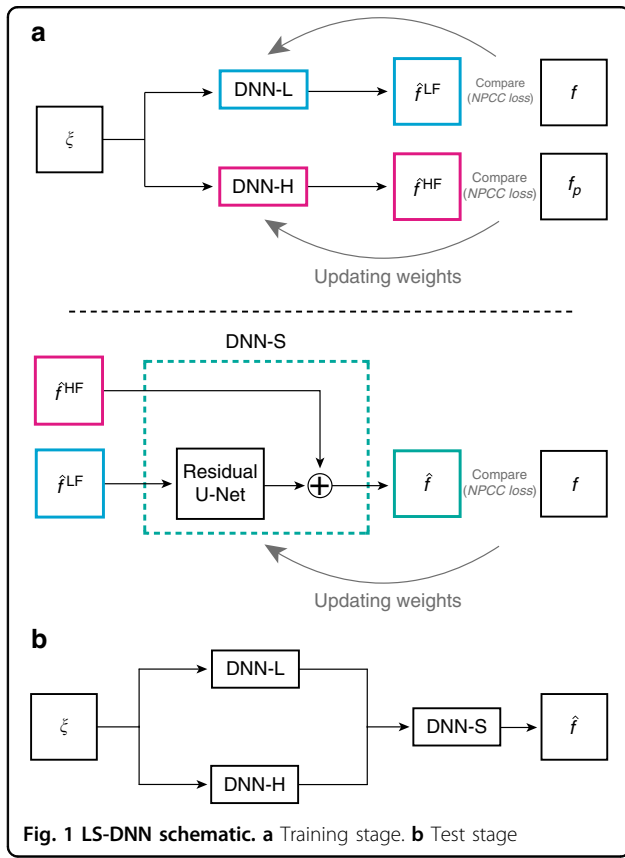 a
DNN-L
f̂^LF
Compare
(NPCC loss)
f
ξ
DNN-H
f̂^HF
Compare
(NPCC loss)
f_p
Updating weights
DNN-S
f̂^HF
f̂^LF
Residual
U-Net
+
f̂
Compare
(NPCC loss)
f
Updating weights
b
DNN-L
ξ
DNN-S
f̂
DNN-H
Fig. 1 LS-DNN schematic. a Training stage. b Test stage